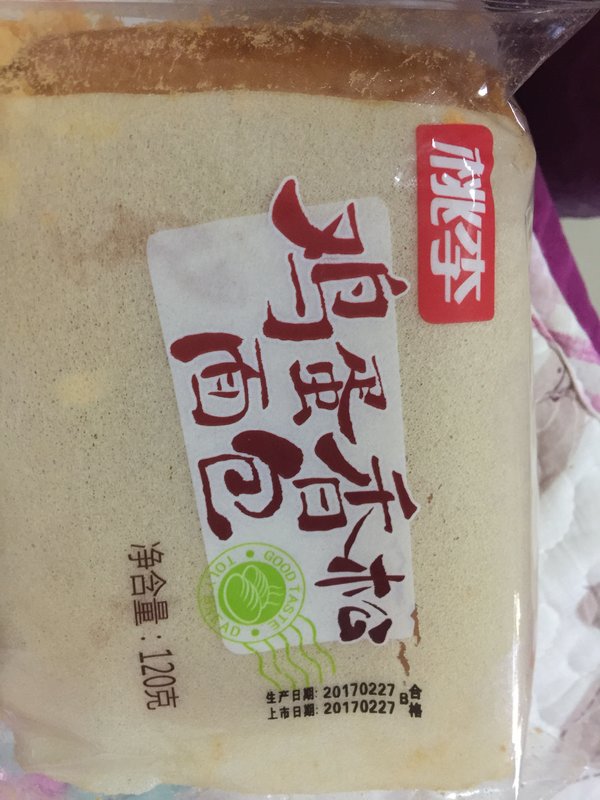 桃李
鸡蛋香松
面包
GOOD TASTE
净含量：120克
生产日期：20170227
上市日期：20170227
B
合格